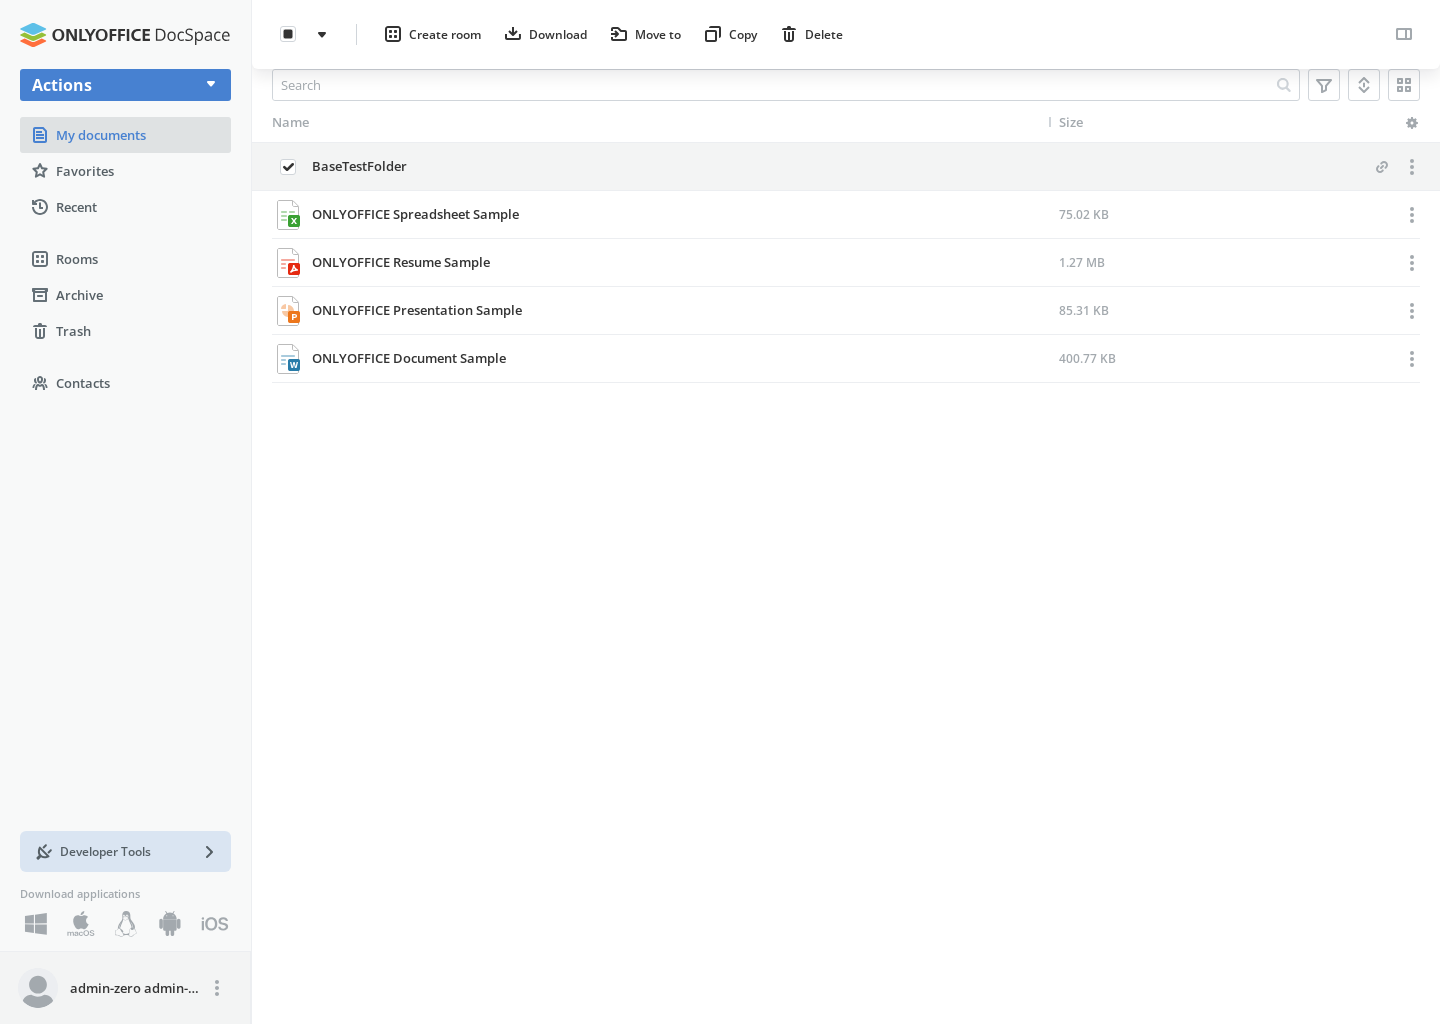 ONLYOFFICE DocSpace
Create room
Download
Move to
Copy
Delete
Actions
Search
My documents
Favorites
Recent
Rooms
Archive
Trash
Contacts
Name
Size
BaseTestFolder
X
ONLYOFFICE Spreadsheet Sample
75.02 KB
ONLYOFFICE Resume Sample
1.27 MB
P
ONLYOFFICE Presentation Sample
85.31 KB
W
ONLYOFFICE Document Sample
400.77 KB
Developer Tools
Download applications
macOS
iOS
admin-zero admin-...